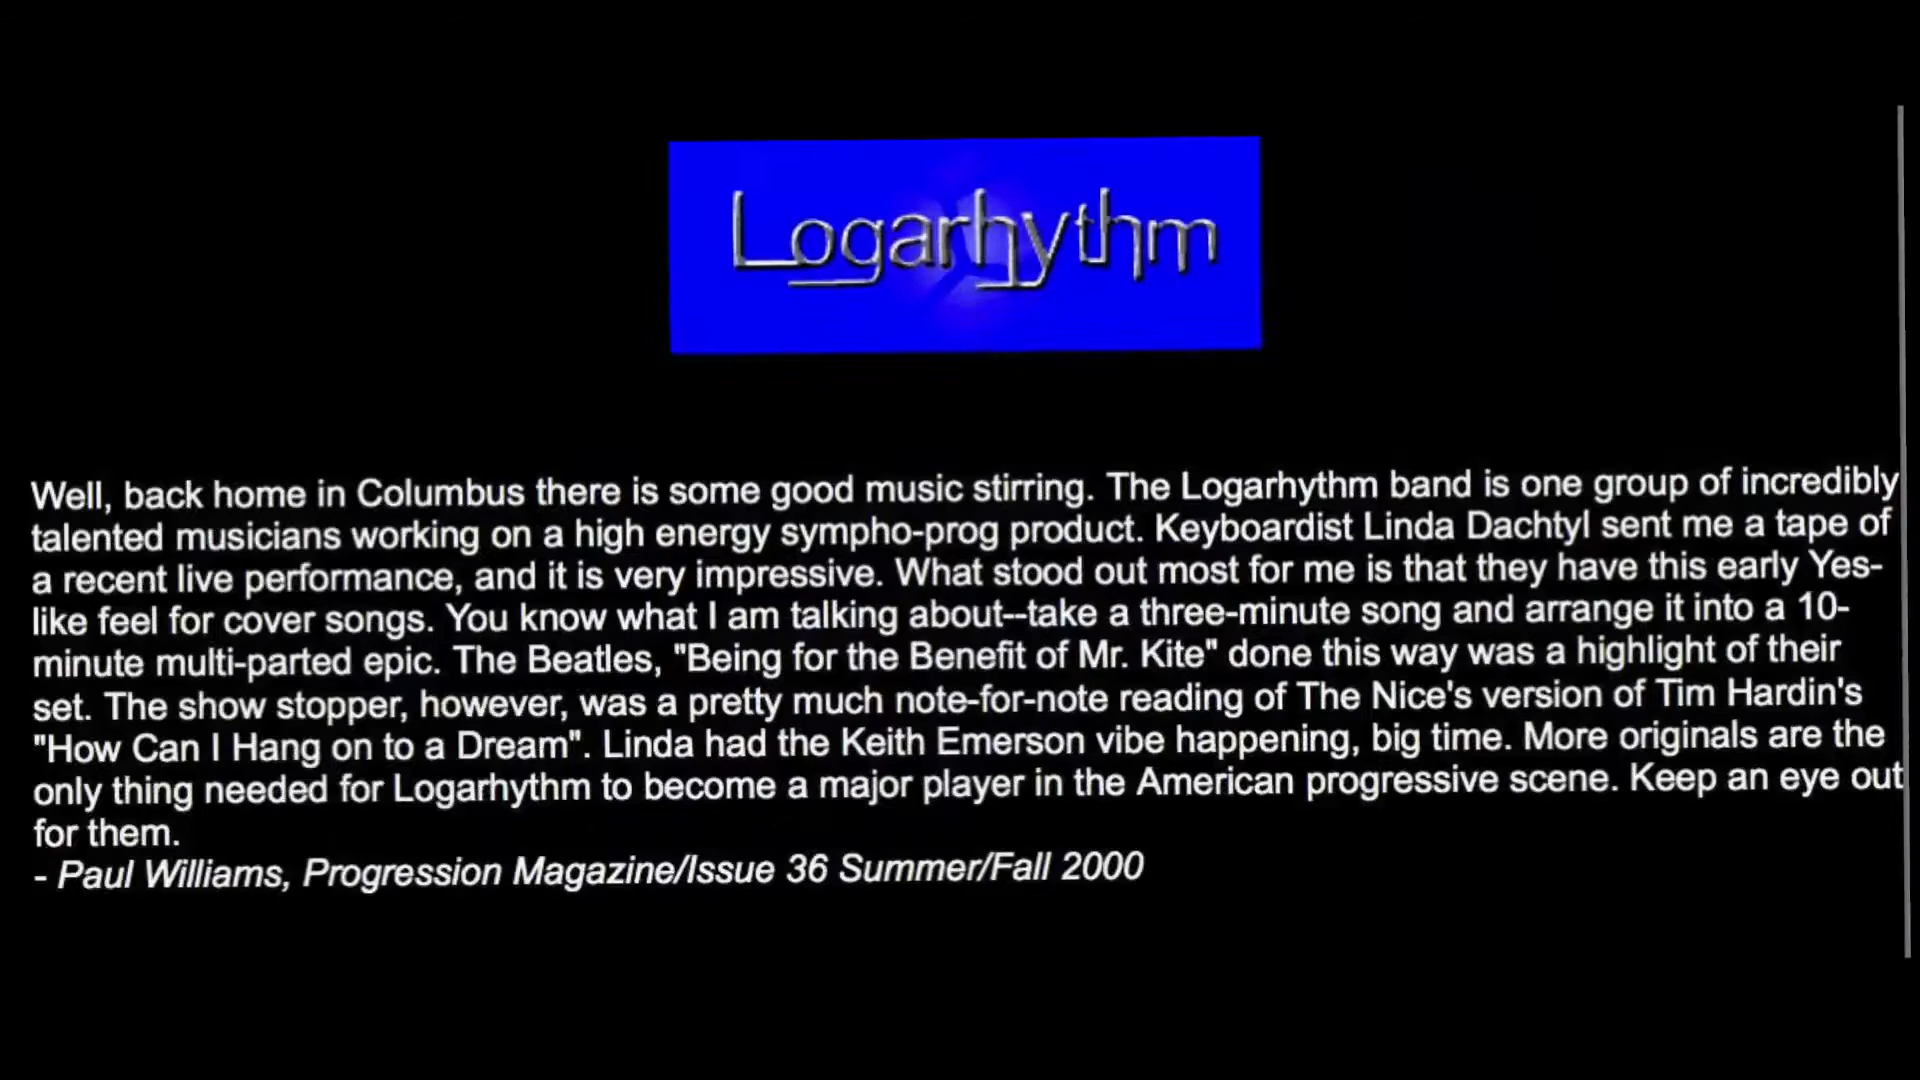 Logarhythm
Well, back home in Columbus there is some good music stirring. The Logarhythm band is one group of incredibly
talented musicians working on a high energy sympho-prog product. Keyboardist Linda Dachtyl sent me a tape of
a recent live performance, and it is very impressive. What stood out most for me is that they have this early Yes-
like feel for cover songs. You know what I am talking about--take a three-minute song and arrange it into a 10-
minute multi-parted epic. The Beatles, "Being for the Benefit of Mr. Kite" done this way was a highlight of their
set. The show stopper, however, was a pretty much note-for-note reading of The Nice's version of Tim Hardin's
"How Can I Hang on to a Dream". Linda had the Keith Emerson vibe happening, big time. More originals are the
only thing needed for Logarhythm to become a major player in the American progressive scene. Keep an eye out
for them.
- Paul Williams, Progression Magazine/Issue 36 Summer/Fall 2000